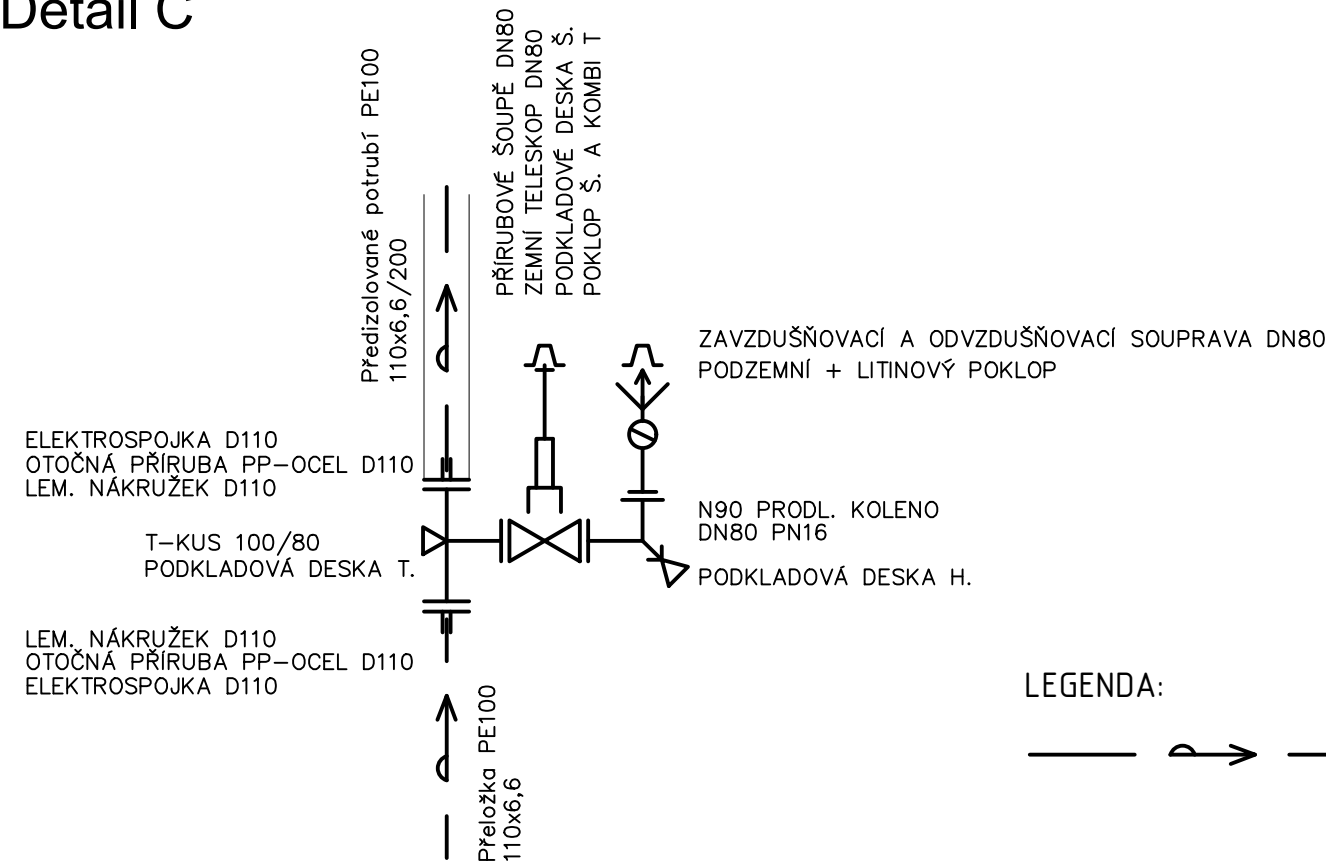 Detail C
Předizolované potrubí PE100
110x6,6/200
PŘÍRUBOVÉ ŠOUPĚ DN80
ZEMNÍ TELESKOP DN80
PODKLADOVÉ DESKA Š.
POKLOP Š. A KOMBI T
ZAVZDUŠŇOVACÍ A ODVZDUŠŇOVACÍ SOUPRAVA DN80
PODZEMNÍ + LITINOVÝ POKLOP
ELEKTROSPOJKA D110
OTOČNÁ PŘÍRUBA PP-OCEL D110
LEM. NÁKRUŽEK D110
N90 PRODL. KOLENO
DN80 PN16
T-KUS 100/80
PODKLADOVÁ DESKA T.
PODKLADOVÁ DESKA H.
LEM. NÁKRUŽEK D110
OTOČNÁ PŘÍRUBA PP-OCEL D110
ELEKTROSPOJKA D110
Přeložka PE100
110x6,6
LEGENDA: